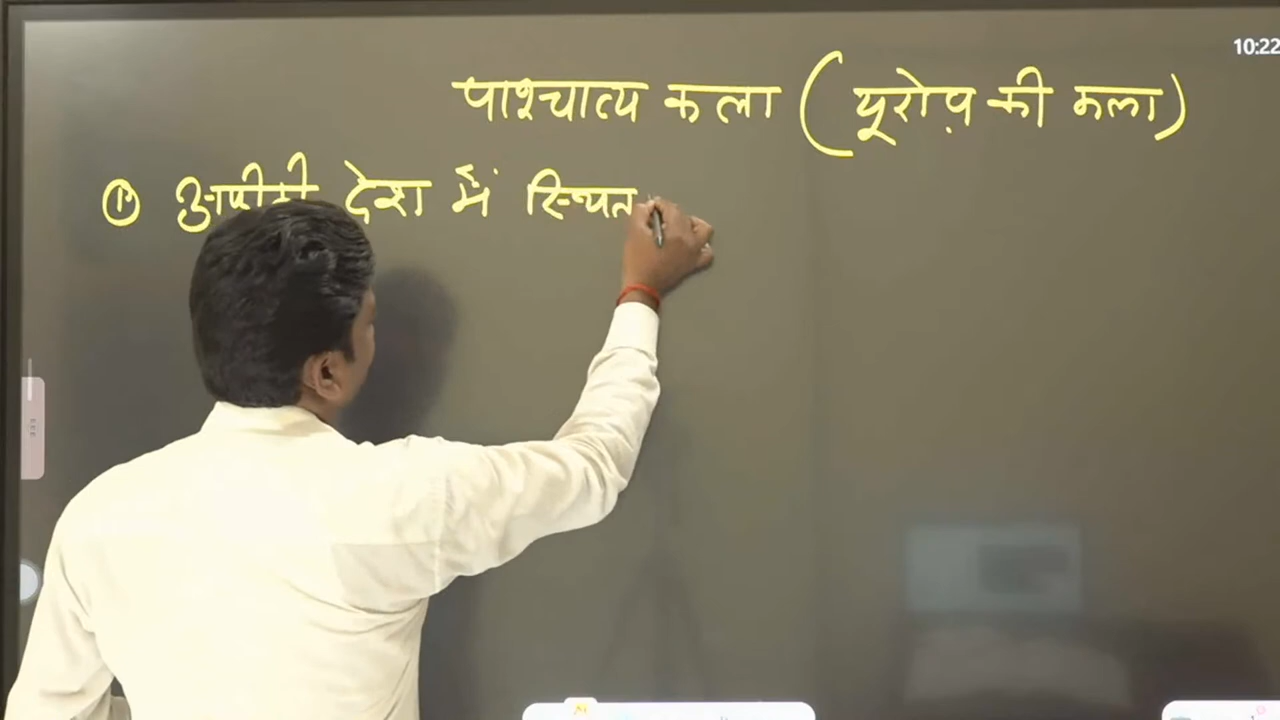 10:22
पाश्चात्य कला ( यूरोप की कला )
① देश में स्थित